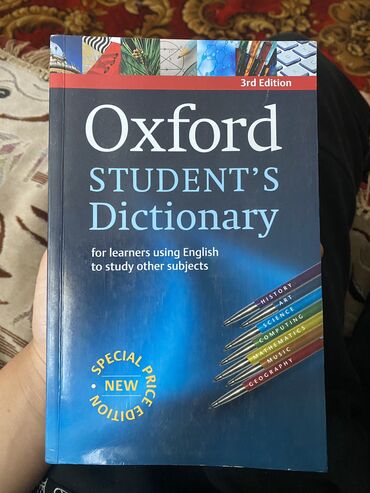 3rd Edition
Oxford
STUDENT'S
Dictionary
for learners using English
to study other subjects
HISTORY
ART
SCIENCE
COMPUTING
MATHEMATICS
MUSIC
GEOGRAPHY
SPECIAL PRICE EDITION
• NEW •